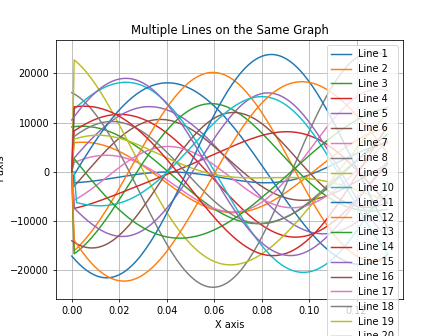 Multiple Lines on the Same Graph
20000
10000
0
−10000
−20000
0.00
0.02
0.04
0.06
0.08
0.10
X axis
Line 1
Line 2
Line 3
Line 4
Line 5
Line 6
Line 7
Line 8
Line 9
Line 10
Line 11
Line 12
Line 13
Line 14
Line 15
Line 16
Line 17
Line 18
Line 19
Line 20